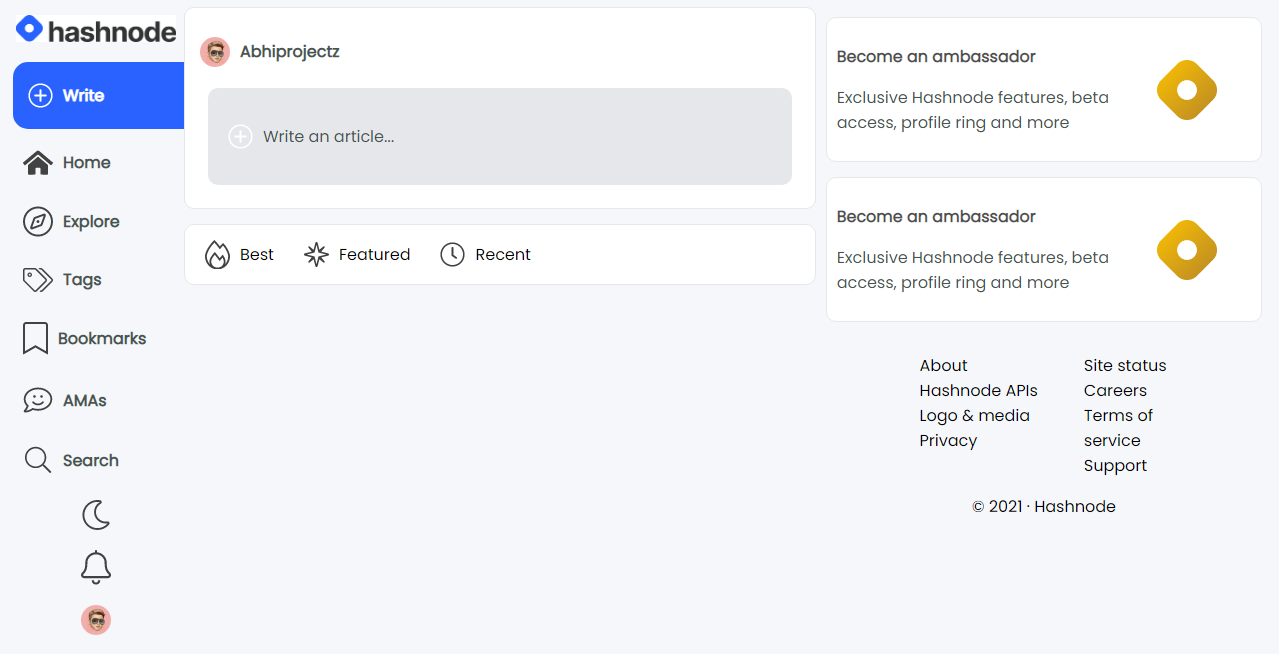 hashnode
Write
Home
Explore
Tags
Bookmarks
AMAs
Search
Abhiprojectz
Write an article...
Best
Featured
Recent
Become an ambassador
Exclusive Hashnode features, beta
access, profile ring and more
Become an ambassador
Exclusive Hashnode features, beta
access, profile ring and more
About
Hashnode APIs
Logo & media
Privacy
Site status
Careers
Terms of
service
Support
© 2021 · Hashnode